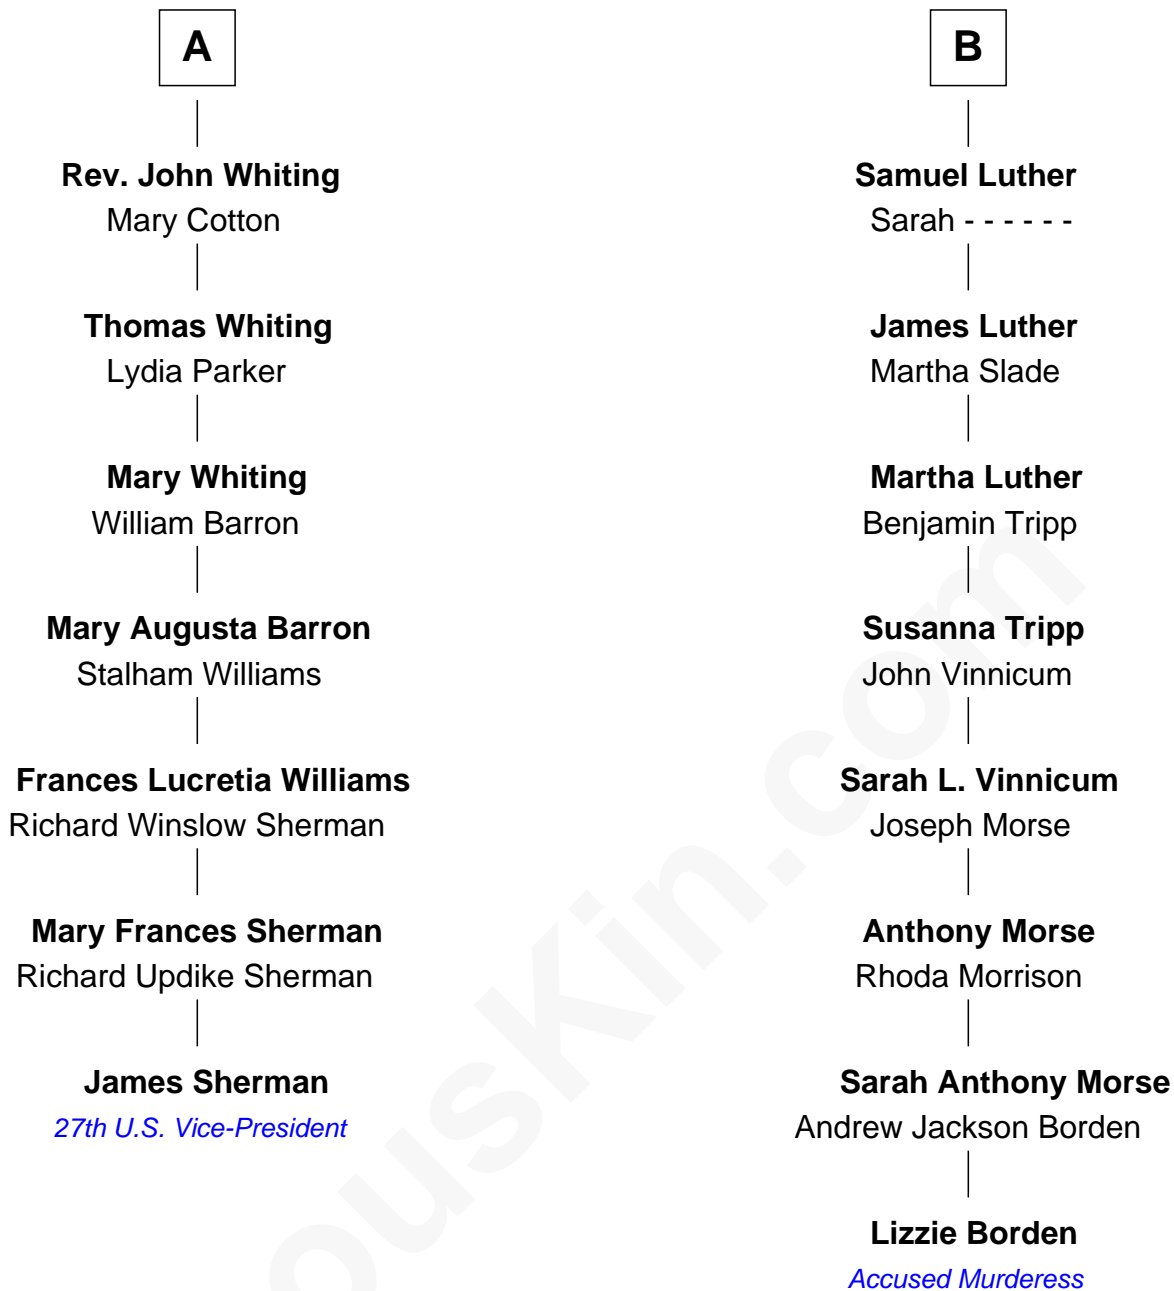 A
Rev. John Whiting
Mary Cotton
Thomas Whiting
Lydia Parker
Mary Whiting
William Barron
Mary Augusta Barron
Stalham Williams
Frances Lucretia Williams
Richard Winslow Sherman
Mary Frances Sherman
Richard Updike Sherman
James Sherman
27th U.S. Vice-President
B
Samuel Luther
Sarah - - - - - -
James Luther
Martha Slade
Martha Luther
Benjamin Tripp
Susanna Tripp
John Vinnicum
Sarah L. Vinnicum
Joseph Morse
Anthony Morse
Rhoda Morrison
Sarah Anthony Morse
Andrew Jackson Borden
Lizzie Borden
Accused Murderess
ousKin.com